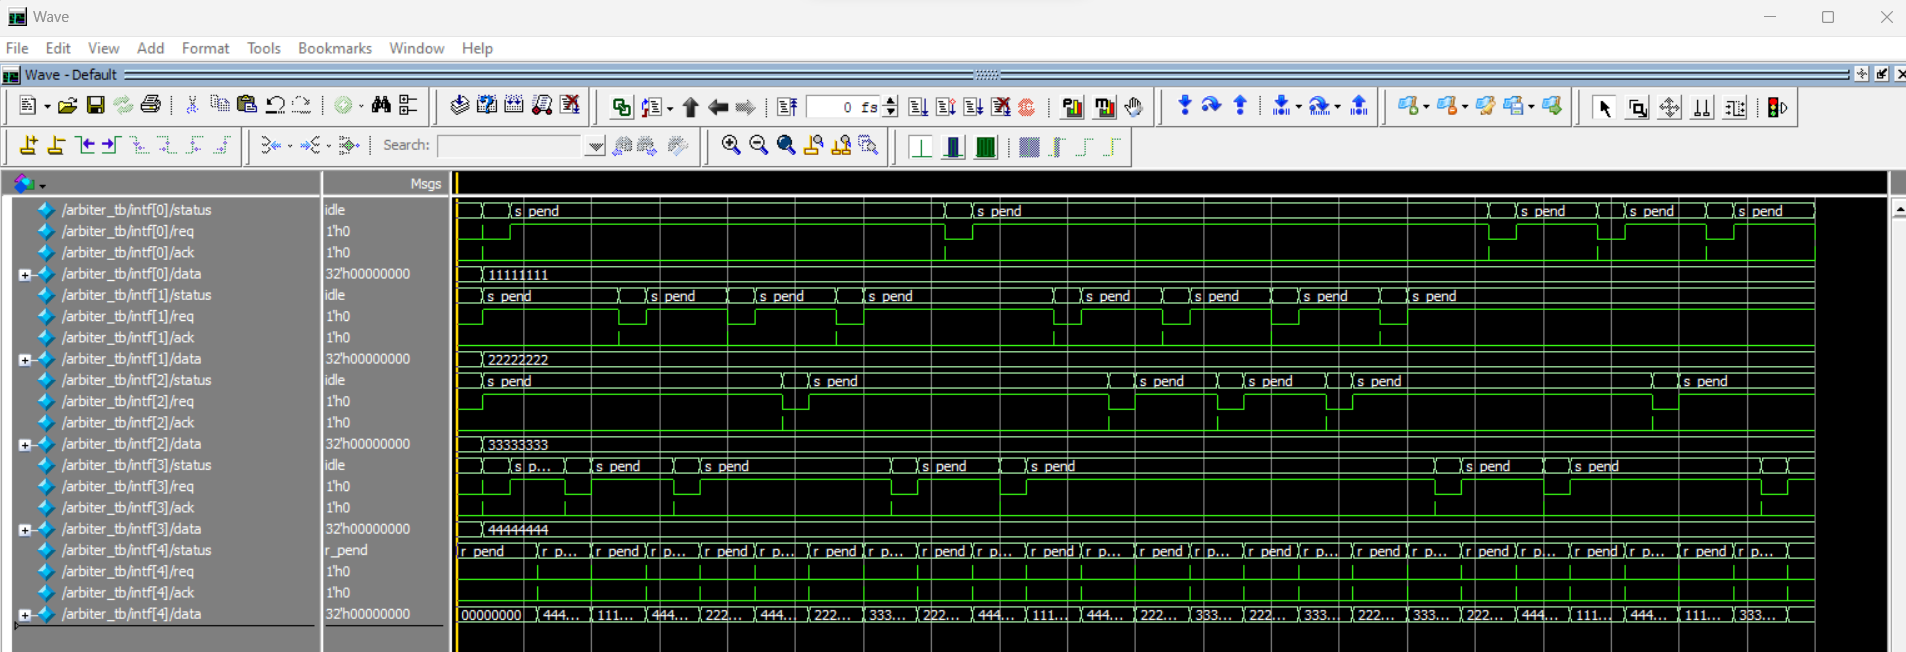 Wave
File Edit View Add Format Tools Bookmarks Window Help
Wave - Default
0 fs
Search:
Msgs
/arbiter_tb/intf[0]/status idle s_pend s_pend s_pend s_pend s_pend
/arbiter_tb/intf[0]/req 1'h0
/arbiter_tb/intf[0]/ack 1'h0
/arbiter_tb/intf[0]/data 32'h00000000 11111111
/arbiter_tb/intf[1]/status idle s_pend s_pend s_pend s_pend s_pend s_pend s_pend s_pend
/arbiter_tb/intf[1]/req 1'h0
/arbiter_tb/intf[1]/ack 1'h0
/arbiter_tb/intf[1]/data 32'h00000000 22222222
/arbiter_tb/intf[2]/status idle s_pend s_pend s_pend s_pend s_pend s_pend
/arbiter_tb/intf[2]/req 1'h0
/arbiter_tb/intf[2]/ack 1'h0
/arbiter_tb/intf[2]/data 32'h00000000 33333333
/arbiter_tb/intf[3]/status idle s_p... s_pend s_pend s_pend s_pend s_pend s_pend
/arbiter_tb/intf[3]/req 1'h0
/arbiter_tb/intf[3]/ack 1'h0
/arbiter_tb/intf[3]/data 32'h00000000 44444444
/arbiter_tb/intf[4]/status r_pend r_pend r_p... r_pend r_p... r_pend r_p... r_pend r_p... r_pend r_p... r_pend r_p... r_pend r_p... r_pend r_p... r_pend r_p... r_pend r_p... r_pend r_p... r_pend r_p...
/arbiter_tb/intf[4]/req 1'h0
/arbiter_tb/intf[4]/ack 1'h0
/arbiter_tb/intf[4]/data 32'h00000000 00000000 444... 111... 444... 222... 444... 222... 333... 222... 444... 111... 444... 222... 333... 222... 333... 222... 333... 222... 444... 111... 444... 111... 333...